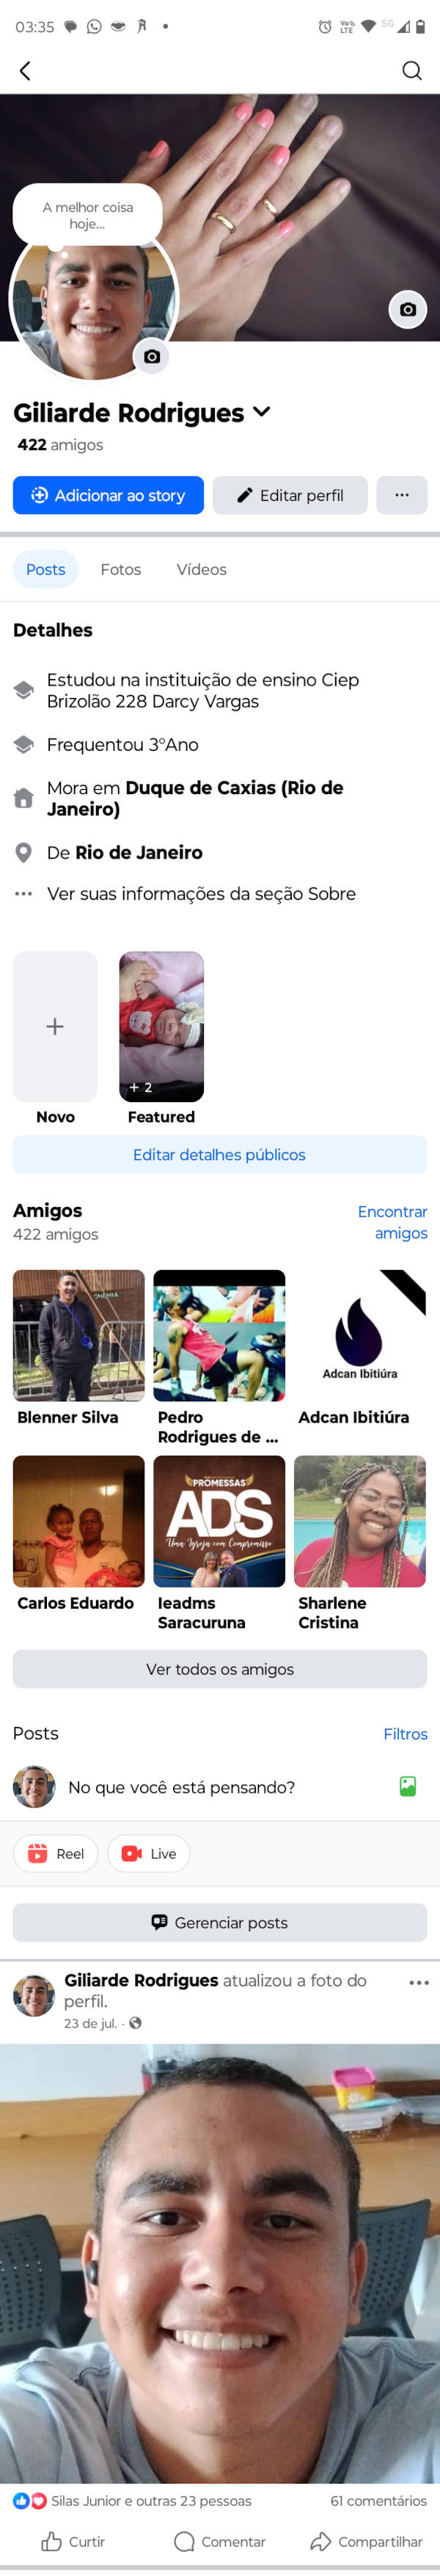 03:35
5G
LTE
A melhor coisa
hoje...
Giliarde Rodrigues
422 amigos
Adicionar ao story
Editar perfil
Posts
Fotos
Vídeos
Detalhes
Estudou na instituição de ensino Ciep
Brizolão 228 Darcy Vargas
Frequentou 3°Ano
Mora em Duque de Caxias (Rio de
Janeiro)
De Rio de Janeiro
Ver suas informações da seção Sobre
+ 2
Novo
Featured
Editar detalhes públicos
Amigos
422 amigos
Encontrar
amigos
Adcan Ibitiúra
Blenner Silva
Pedro
Rodrigues de ...
Adcan Ibitiúra
PROMESSAS
ADS
Uma Igreja com Compromisso
Carlos Eduardo
Ieadms
Saracuruna
Sharlene
Cristina
Ver todos os amigos
Posts
Filtros
No que você está pensando?
Reel
Live
Gerenciar posts
Giliarde Rodrigues atualizou a foto do
perfil.
23 de jul. ·
Silas Junior e outras 23 pessoas
61 comentários
Curtir
Comentar
Compartilhar